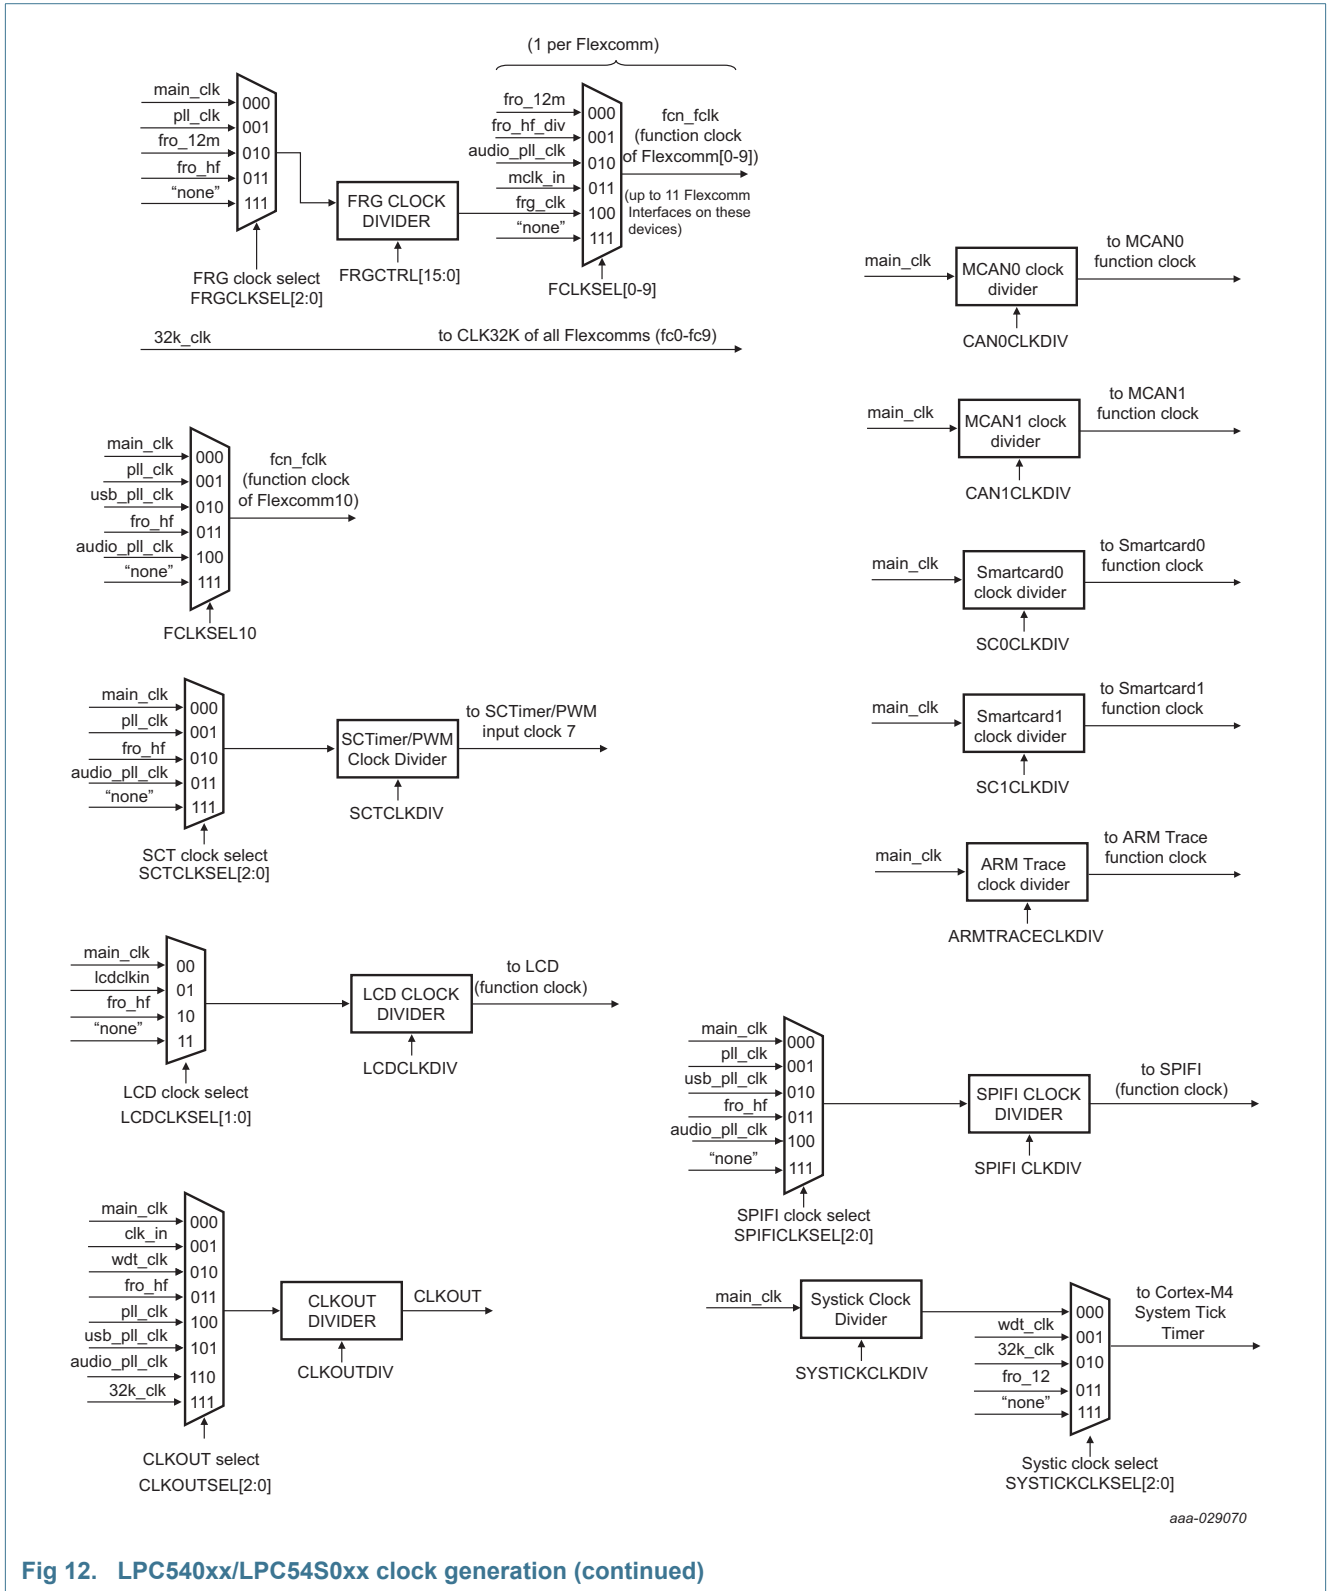 (1 per Flexcomm)
main_clk
pll_clk
fro_12m
fro_hf
“none”
000
001
010
011
111
FRG clock select
FRGCLKSEL[2:0]
FRG CLOCK
DIVIDER
FRGCTRL[15:0]
fro_12m
fro_hf_div
audio_pll_clk
mclk_in
frg_clk
“none”
000
001
010
011
100
111
FCLKSEL[0-9]
fcn_fclk
(function clock
of Flexcomm[0-9])
(up to 11 Flexcomm
Interfaces on these
devices)
32k_clk
to CLK32K of all Flexcomms (fc0-fc9)
main_clk
MCAN0 clock
divider
CAN0CLKDIV
to MCAN0
function clock
main_clk
MCAN1 clock
divider
CAN1CLKDIV
to MCAN1
function clock
main_clk
pll_clk
usb_pll_clk
fro_hf
audio_pll_clk
“none”
000
001
010
011
100
111
FCLKSEL10
fcn_fclk
(function clock
of Flexcomm10)
main_clk
Smartcard0
clock divider
SC0CLKDIV
to Smartcard0
function clock
main_clk
pll_clk
fro_hf
audio_pll_clk
“none”
000
001
010
011
111
SCT clock select
SCTCLKSEL[2:0]
SCTimer/PWM
Clock Divider
SCTCLKDIV
to SCTimer/PWM
input clock 7
main_clk
Smartcard1
clock divider
SC1CLKDIV
to Smartcard1
function clock
main_clk
ARM Trace
clock divider
ARMTRACECLKDIV
to ARM Trace
function clock
main_clk
lcdclkin
fro_hf
“none”
00
01
10
11
LCD clock select
LCDCLKSEL[1:0]
LCD CLOCK
DIVIDER
LCDCLKDIV
to LCD
(function clock)
main_clk
pll_clk
usb_pll_clk
fro_hf
audio_pll_clk
“none”
000
001
010
011
100
111
SPIFI clock select
SPIFICLKSEL[2:0]
SPIFI CLOCK
DIVIDER
SPIFI CLKDIV
to SPIFI
(function clock)
main_clk
clk_in
wdt_clk
fro_hf
pll_clk
usb_pll_clk
audio_pll_clk
32k_clk
000
001
010
011
100
101
110
111
CLKOUT select
CLKOUTSEL[2:0]
CLKOUT
DIVIDER
CLKOUTDIV
CLKOUT
main_clk
Systick Clock
Divider
SYSTICKCLKDIV
wdt_clk
32k_clk
fro_12
“none”
000
001
010
011
111
Systic clock select
SYSTICKCLKSEL[2:0]
to Cortex-M4
System Tick
Timer
aaa-029070
Fig 12. LPC540xx/LPC54S0xx clock generation (continued)